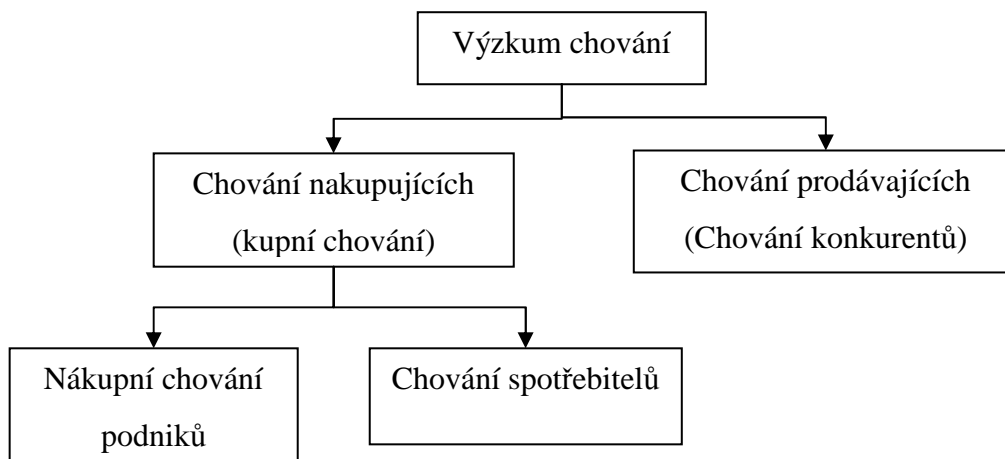 Výzkum chování
Chování nakupujících
(kupní chování)
Chování prodávajících
(Chování konkurentů)
Nákupní chování
podniků
Chování spotřebitelů